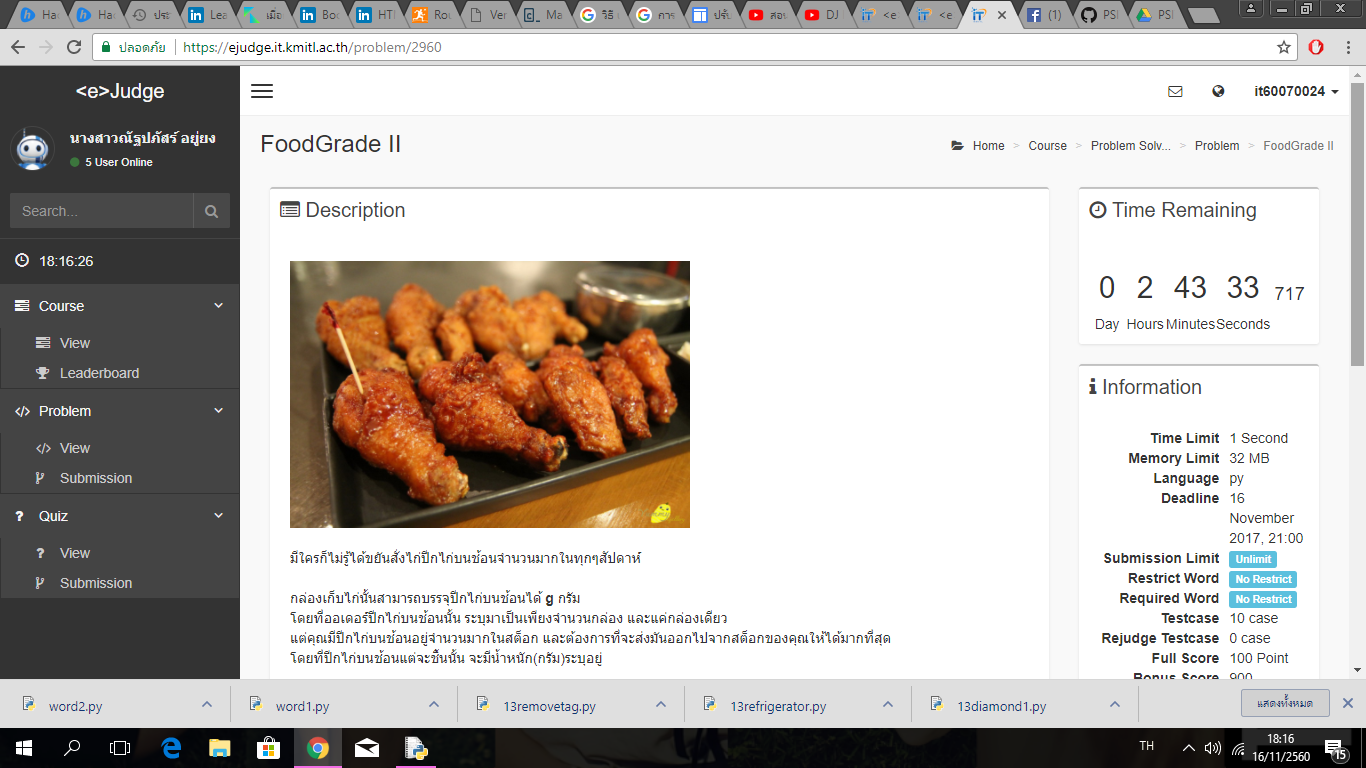 Ha
Ha
ประ
Lea
เมื่อ
Boo
HTI
Rou
Ver
Ma
วิธี
การ
ปรับ
สอน
DJ
<e
<e
(1)
PSI
PSI
ปลอดภัย
https://ejudge.it.kmitl.ac.th/problem/2960
<e>Judge
it60070024
นางสาวณัฐปภัสร์ อยู่ยง
5 User Online
FoodGrade II
Home > Course > Problem Solv... > Problem > FoodGrade II
Search...
18:16:26
Course
View
Leaderboard
Problem
View
Submission
Quiz
View
Submission
Description
มีใครก็ไม่รู้ได้ขยันสั่งไก่ปีกไก่บนช้อนจำนวนมากในทุกๆสัปดาห์
กล่องเก็บไก่นั้นสามารถบรรจุปีกไก่บนช้อนได้ g กรัม
โดยที่ออเดอร์ปีกไก่บนช้อนนั้น ระบุมาเป็นเพียงจำนวนกล่อง และแค่กล่องเดียว
แต่คุณมีปีกไก่บนช้อนอยู่จำนวนมากในสต็อก และต้องการที่จะส่งมันออกไปจากสต็อกของคุณให้ได้มากที่สุด
โดยที่ปีกไก่บนช้อนแต่จะชิ้นนั้น จะมีน้ำหนัก(กรัม)ระบุอยู่
Time Remaining
0 2 43 33 717
Day Hours Minutes Seconds
Information
Time Limit 1 Second
Memory Limit 32 MB
Language py
Deadline 16
November
2017, 21:00
Submission Limit Unlimit
Restrict Word No Restrict
Required Word No Restrict
Testcase 10 case
Rejudge Testcase 0 case
Full Score 100 Point
Bonus Score 900
word2.py
word1.py
13removetag.py
13refrigerator.py
13diamond1.py
แสดงทั้งหมด
TH
18:16
16/11/2560
15